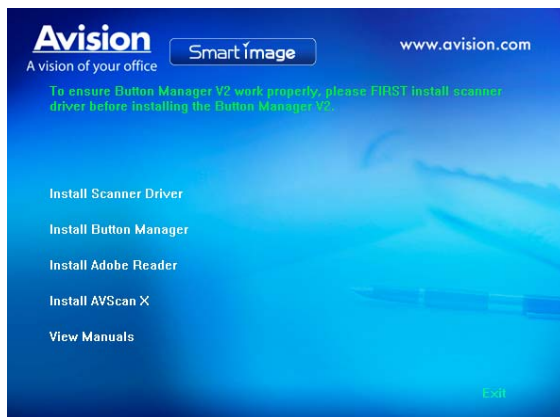 Avision
Smart image
www.avision.com
A vision of your office
To ensure Button Manager V2 work properly, please FIRST install scanner
driver before installing the Button Manager V2.
Install Scanner Driver
Install Button Manager
Install Adobe Reader
Install AVScan X
View Manuals
Exit